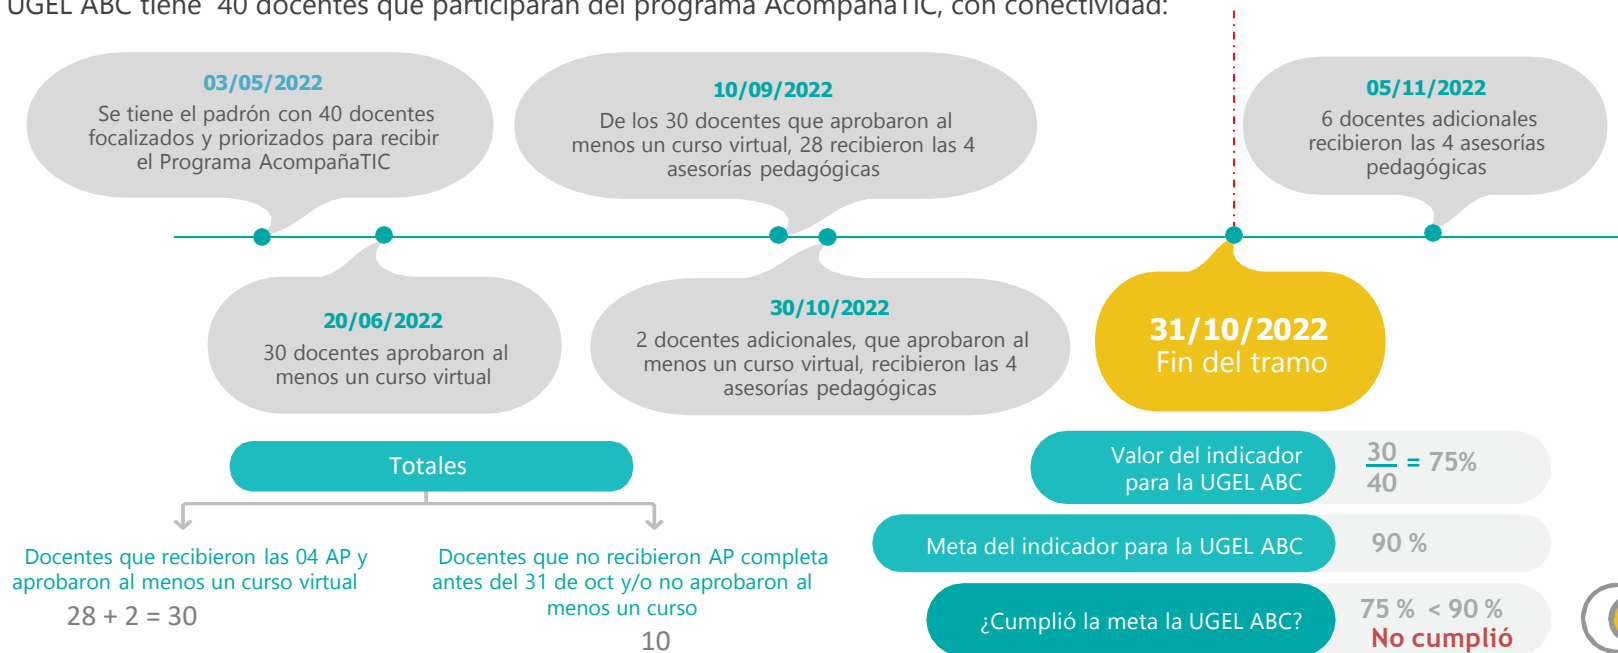 UGEL ABC tiene 40 docentes que participarán del programa AcompañaTIC, con conectividad:
03/05/2022
Se tiene el padrón con 40 docentes
focalizados y priorizados para recibir
el Programa AcompañaTIC
10/09/2022
De los 30 docentes que aprobaron al
menos un curso virtual, 28 recibieron las 4
asesorías pedagógicas
05/11/2022
6 docentes adicionales
recibieron las 4 asesorías
pedagógicas
20/06/2022
30 docentes aprobaron al
menos un curso virtual
30/10/2022
2 docentes adicionales, que aprobaron al
menos un curso virtual, recibieron las 4
asesorías pedagógicas
31/10/2022
Fin del tramo
Totales
Docentes que recibieron las 04 AP y
aprobaron al menos un curso virtual
28 + 2 = 30
Docentes que no recibieron AP completa
antes del 31 de oct y/o no aprobaron al
menos un curso
10
Valor del indicador
para la UGEL ABC
30
40
= 75%
Meta del indicador para la UGEL ABC
90 %
¿Cumplió la meta la UGEL ABC?
75 % < 90 %
No cumplió